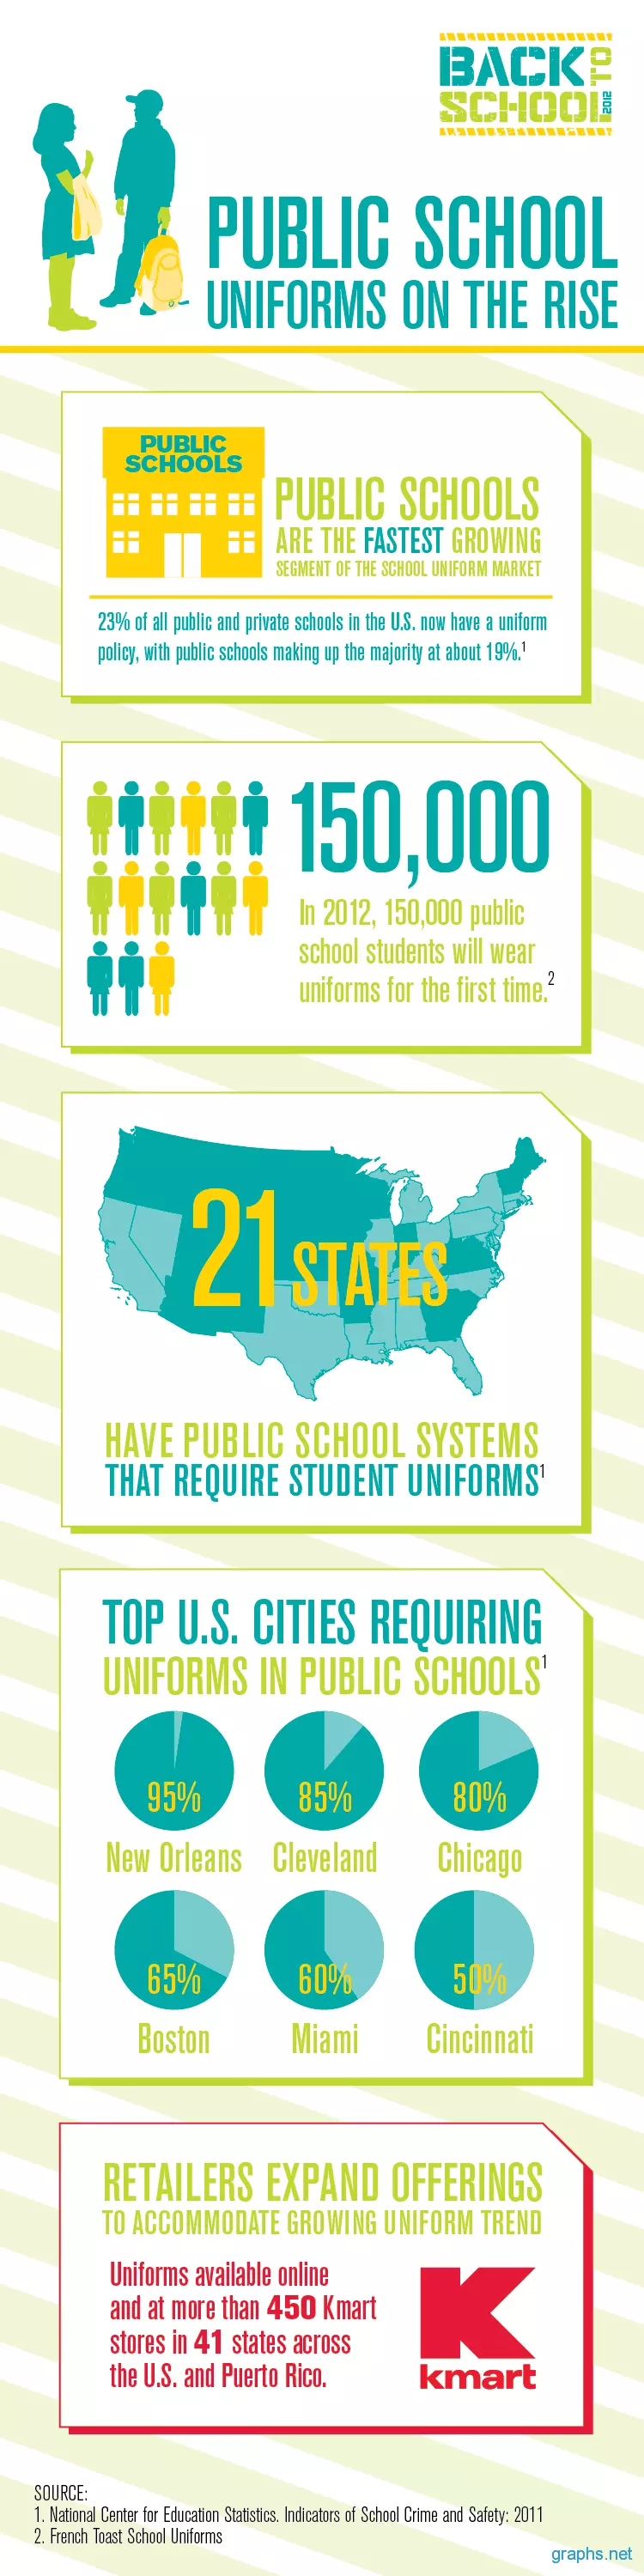 BACK TO
SCHOOL 2012
PUBLIC SCHOOL
UNIFORMS ON THE RISE
PUBLIC
SCHOOLS
PUBLIC SCHOOLS
ARE THE FASTEST GROWING
SEGMENT OF THE SCHOOL UNIFORM MARKET
23% of all public and private schools in the U.S. now have a uniform
policy, with public schools making up the majority at about 19%.1
150,000
In 2012, 150,000 public
school students will wear
uniforms for the first time.2
21 STATES
HAVE PUBLIC SCHOOL SYSTEMS
THAT REQUIRE STUDENT UNIFORMS1
TOP U.S. CITIES REQUIRING
UNIFORMS IN PUBLIC SCHOOLS1
95% 85% 80%
New Orleans Cleveland Chicago
65% 60% 50%
Boston Miami Cincinnati
RETAILERS EXPAND OFFERINGS
TO ACCOMMODATE GROWING UNIFORM TREND
Uniforms available online
and at more than 450 Kmart
stores in 41 states across
the U.S. and Puerto Rico.
K
kmart
SOURCE:
1. National Center for Education Statistics. Indicators of School Crime and Safety: 2011
2. French Toast School Uniforms
graphs.net